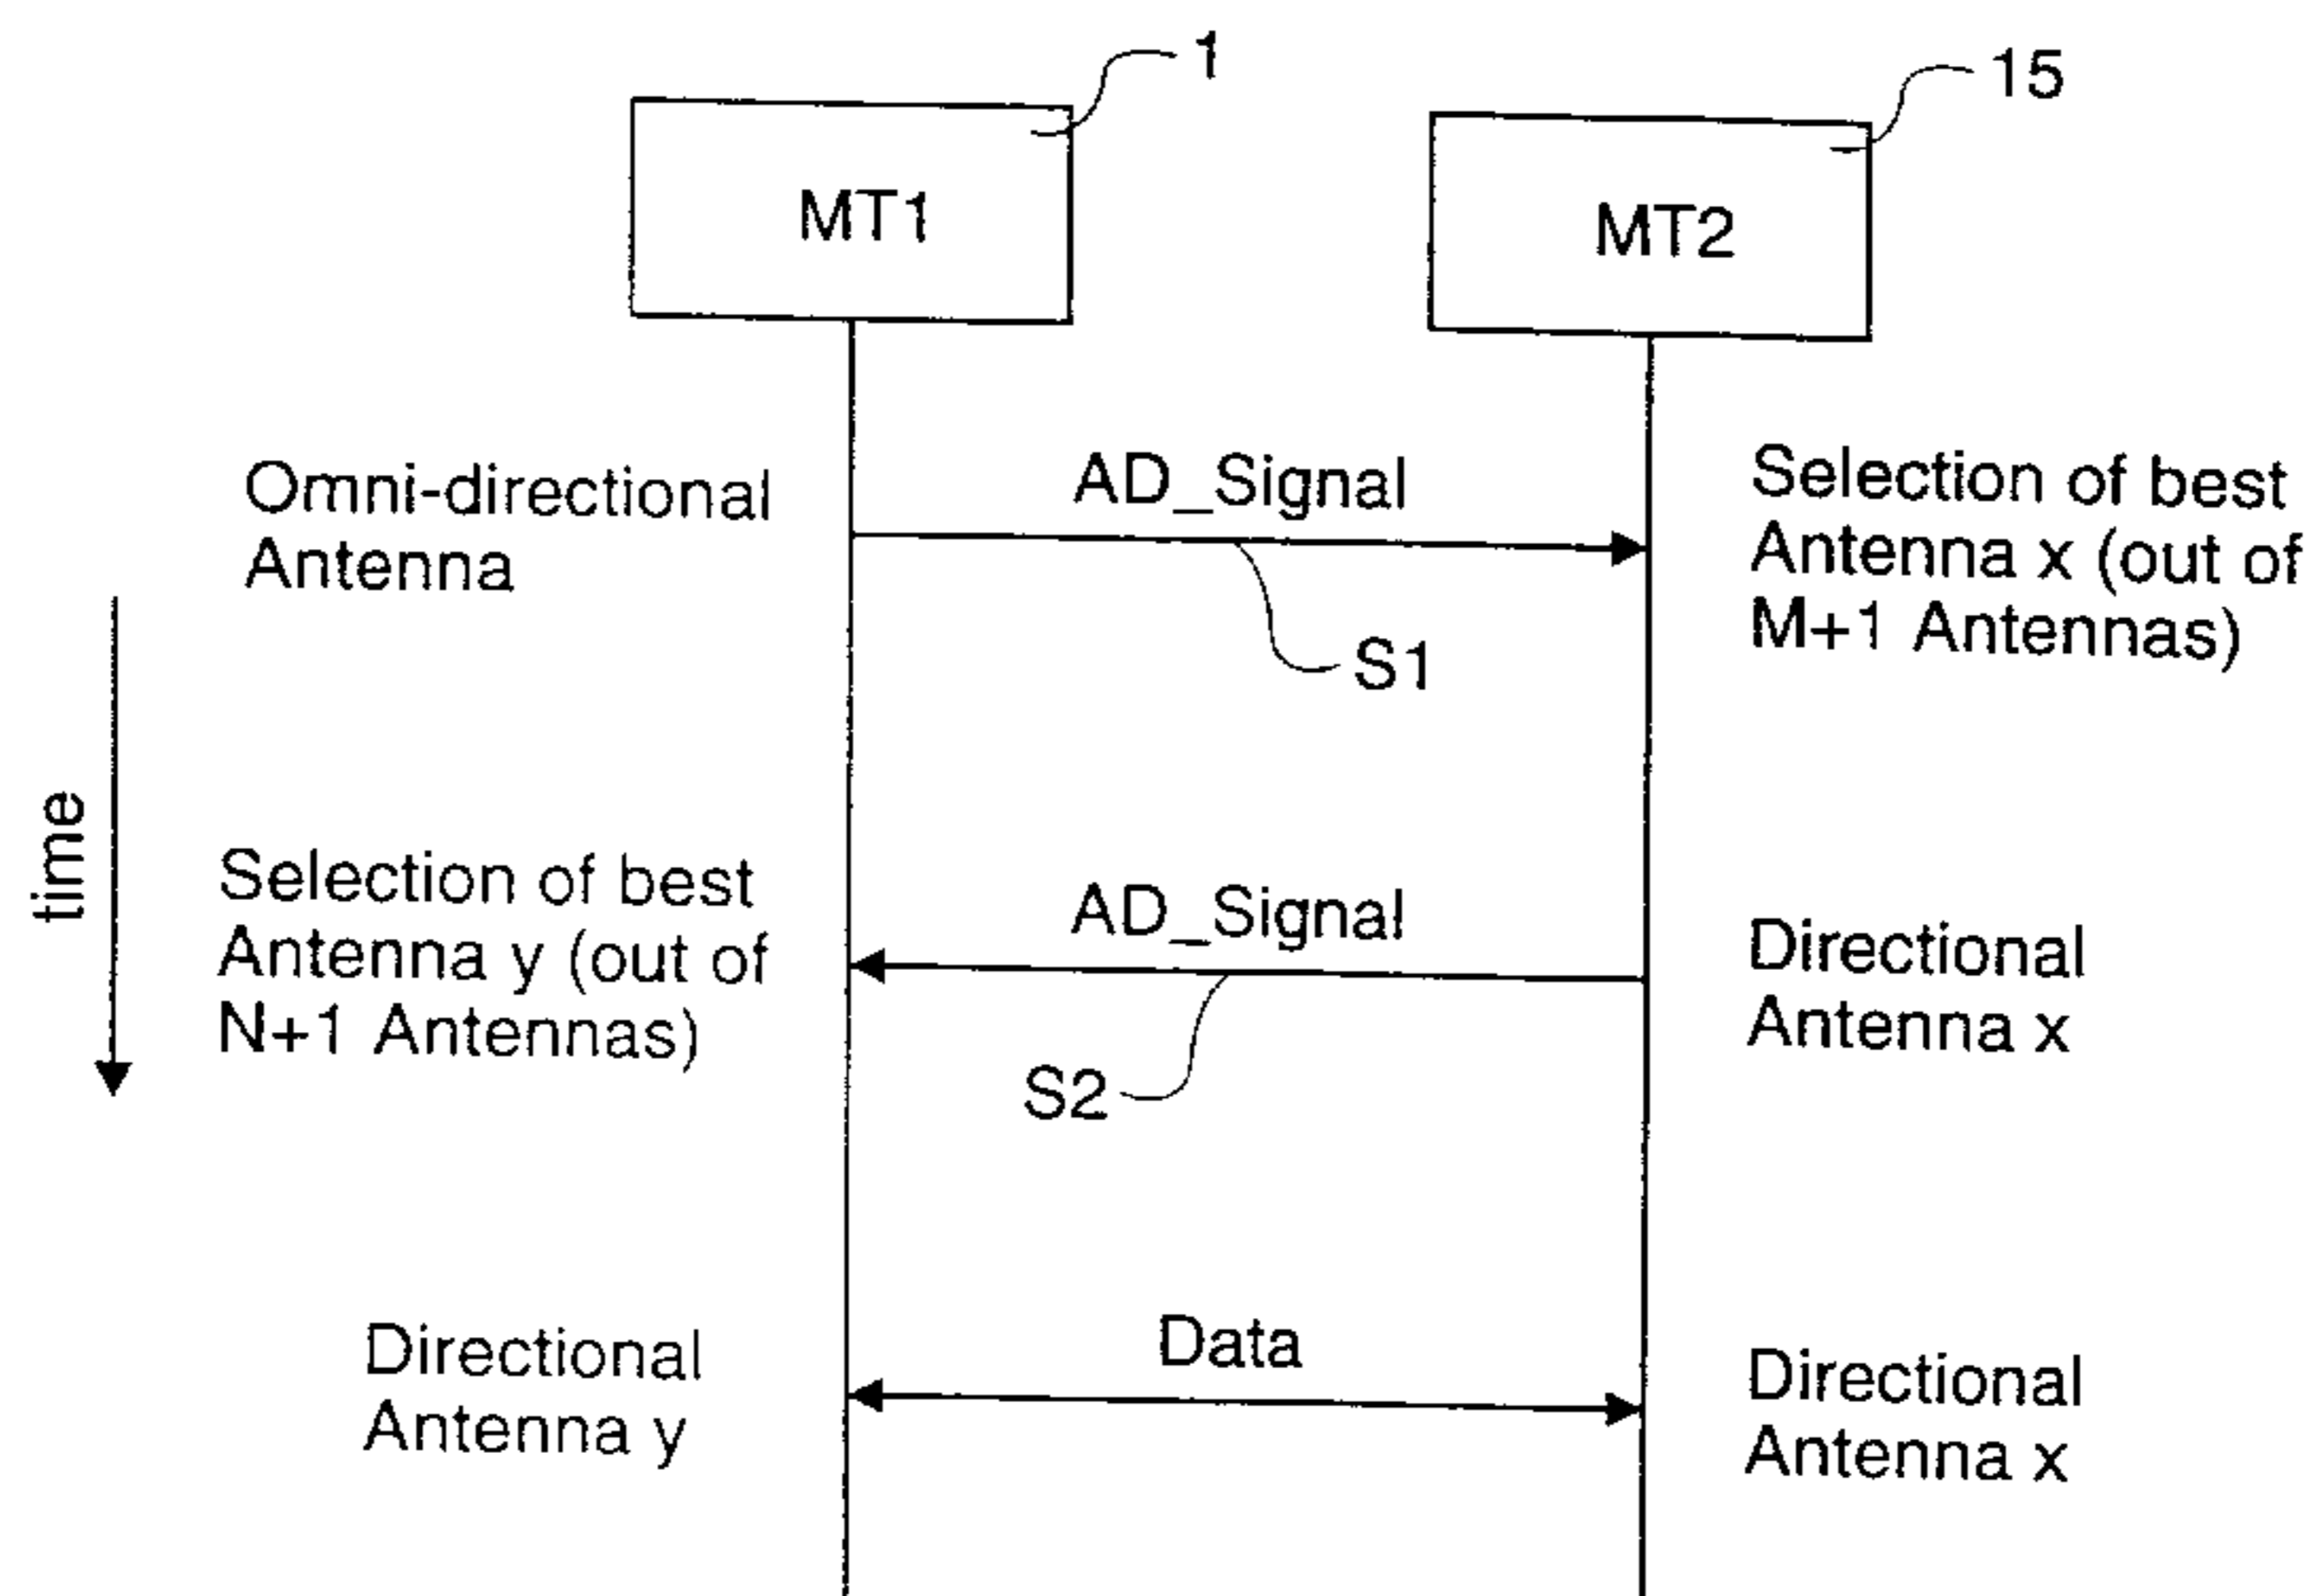 1
15
MT1
MT2
Omni-directional
Antenna
AD_Signal
Selection of best
Antenna x (out of
M+1 Antennas)
S1
time
Selection of best
Antenna y (out of
N+1 Antennas)
AD_Signal
Directional
Antenna x
S2
Directional
Antenna y
Data
Directional
Antenna x